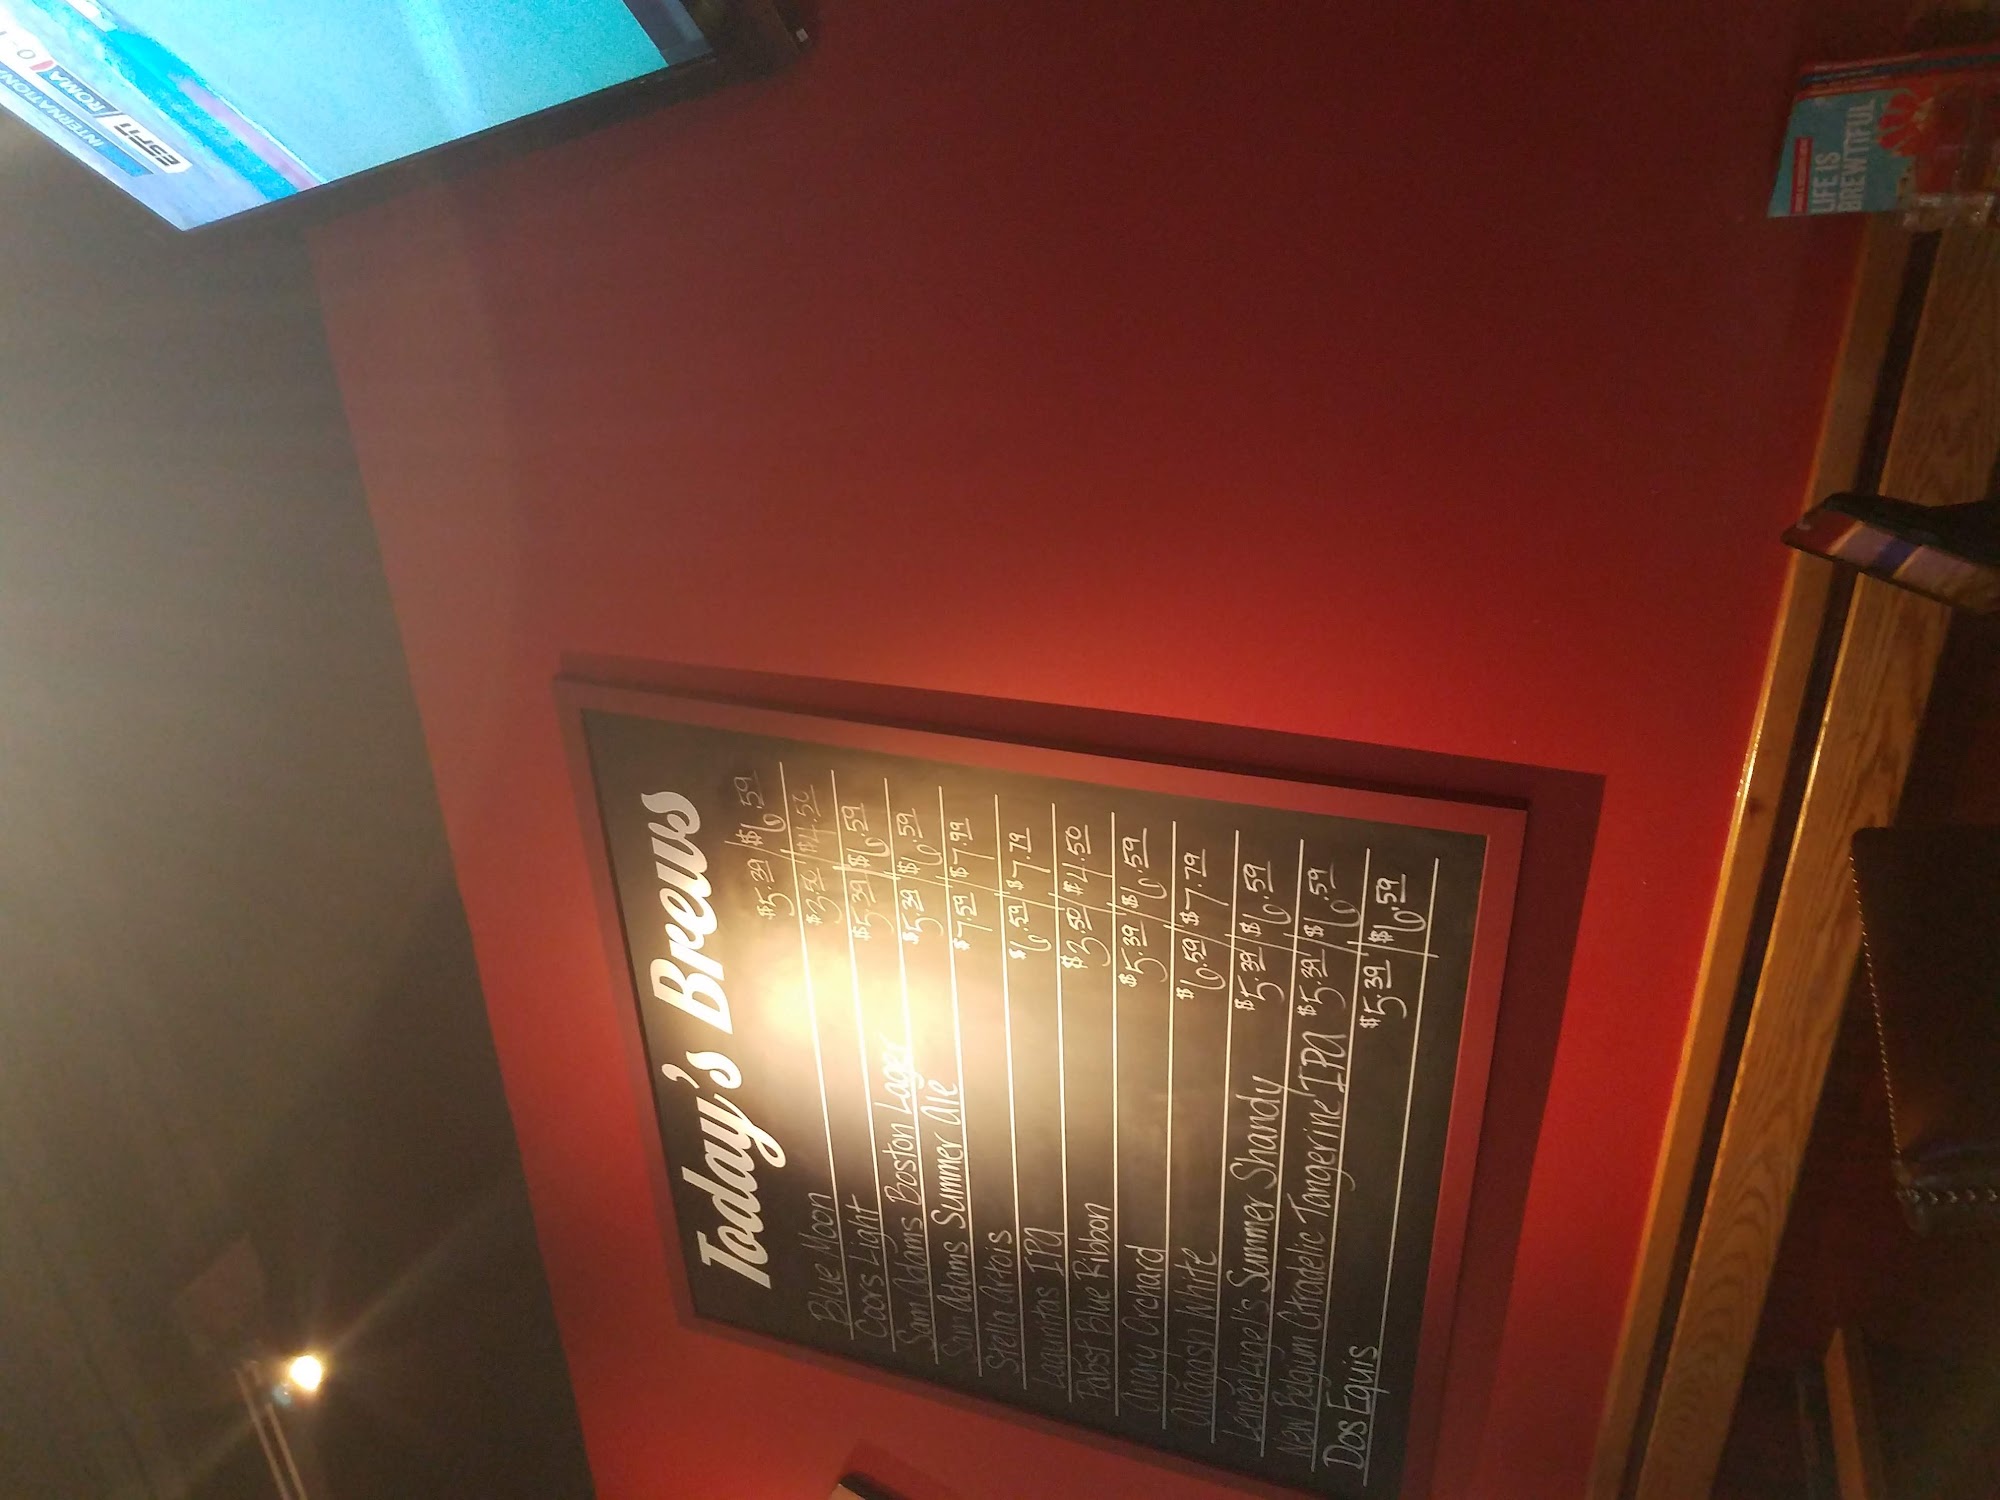 Today's Brews
Blue Moon $5.39 $6.59
Coors Light $3.50 $4.50
Sam Adams Boston Lager $5.39 $6.59
Sam Adams Summer Ale $5.39 $6.59
Stella Artois $7.59 $7.99
Lagunitas IPA $6.59 $7.79
Pabst Blue Ribbon $3.50 $4.50
Angry Orchard $5.39 $6.59
Allagash White $6.59 $7.79
Leinenkugel's Summer Shandy $5.39 $6.59
New Belgium Citradelic Tangerine IPA $5.39 $6.59
Dos Equis $5.39 $6.59
ESPN
ROMA 0-1
LIFE IS
BREWTIFUL